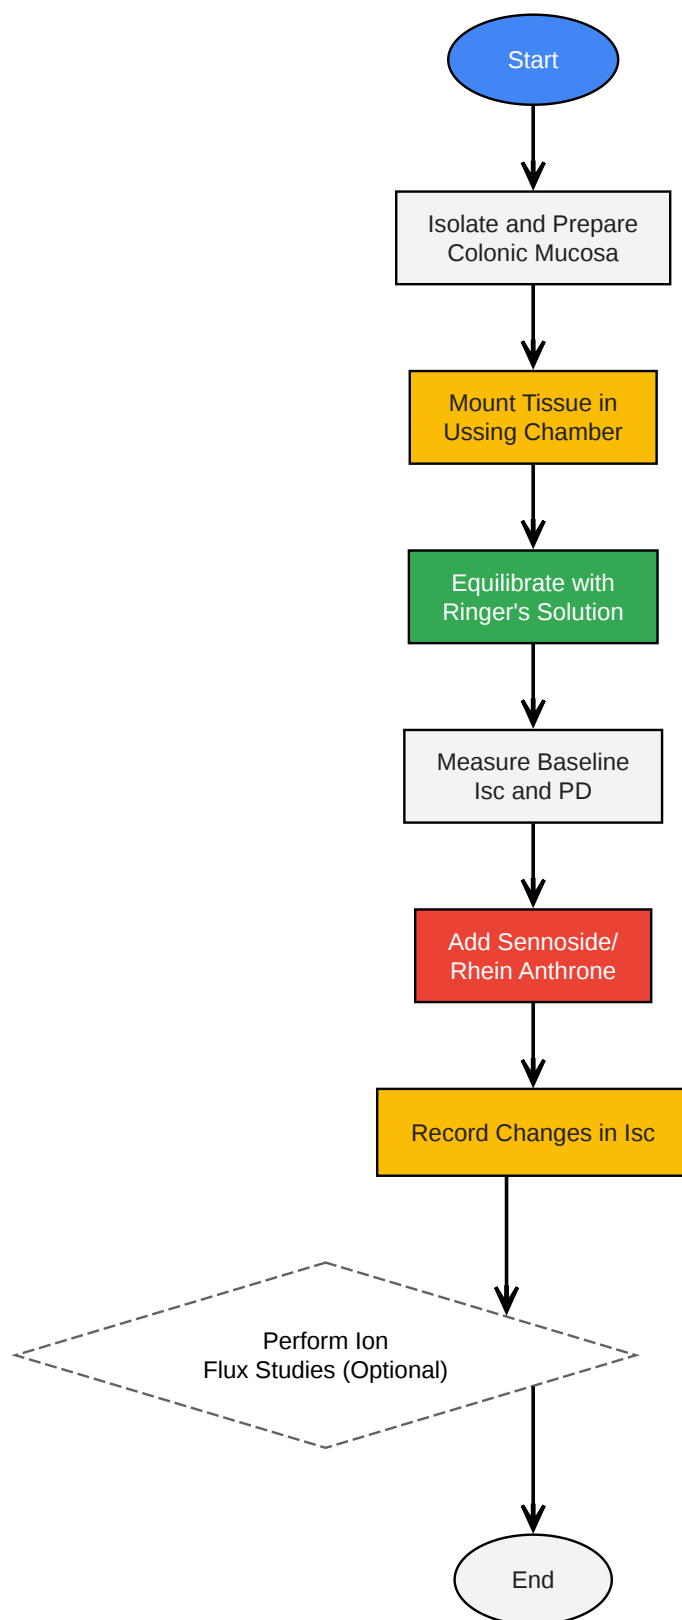 Start
Isolate and Prepare
Colonic Mucosa
Mount Tissue in
Ussing Chamber
Equilibrate with
Ringer's Solution
Measure Baseline
Isc and PD
Add Sennoside/
Rhein Anthrone
Record Changes in Isc
Perform Ion
Flux Studies (Optional)
End